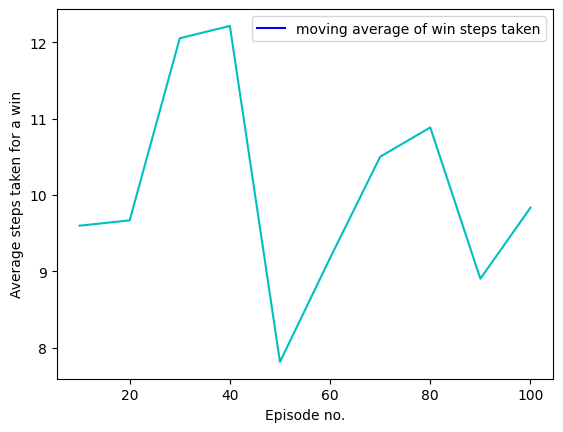 moving average of win steps taken
Average steps taken for a win
12
11
10
9
8
20 40 60 80 100
Episode no.